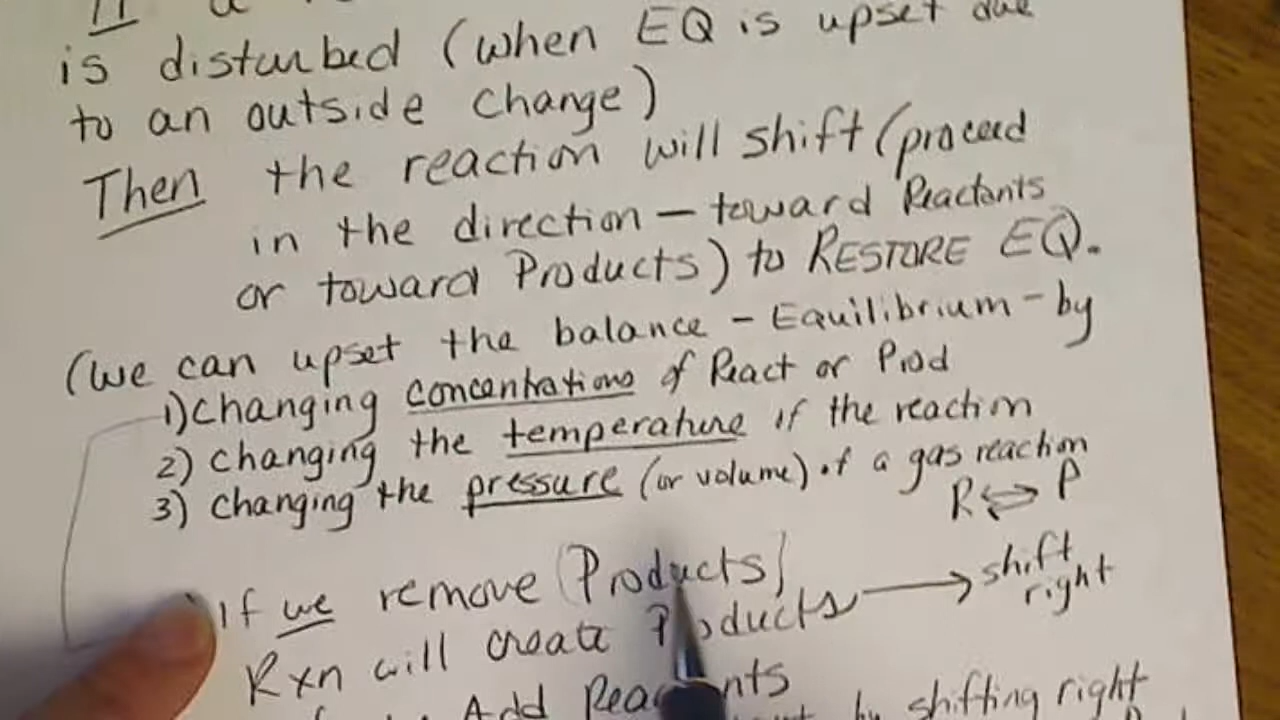 If a
is disturbed (when EQ is upset due
to an outside change)
Then the reaction will shift (proceed
in the direction — toward Reactants
or toward Products) to RESTORE EQ.
(we can upset the balance - Equilibrium - by
1) changing concentrations of React or Prod
2) changing the temperature of the reaction
3) changing the pressure (or volume) of a gas reaction
R ⇌ P
If we remove (Products)
Rxn will create Products → shift right
Add Reactants
by shifting right